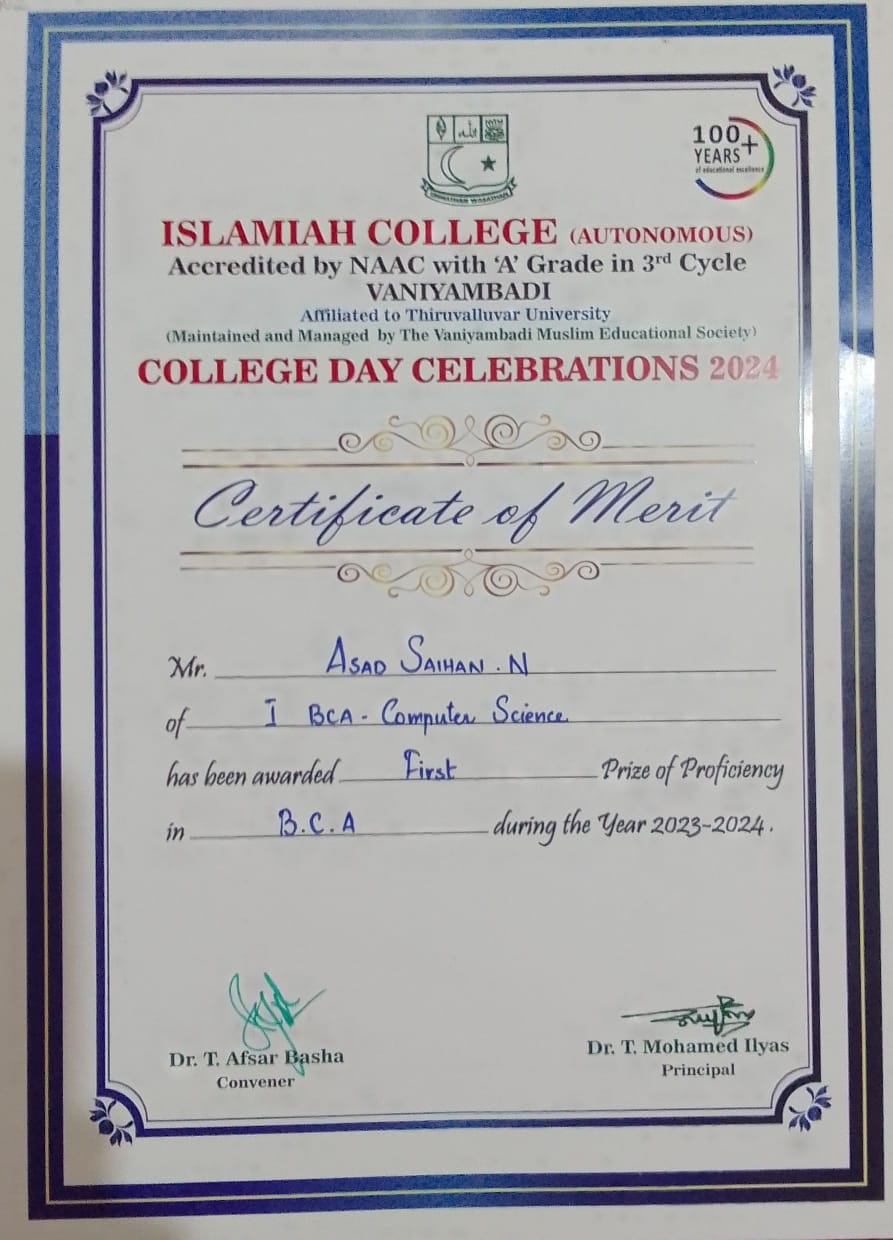 100+
YEARS
of educational excellence
ISLAMIAH COLLEGE (AUTONOMOUS)
Accredited by NAAC with ‘A’ Grade in 3rd Cycle
VANIYAMBADI
Affiliated to Thiruvalluvar University
(Maintained and Managed by The Vaniyambadi Muslim Educational Society)
COLLEGE DAY CELEBRATIONS 2024
Certificate of Merit
Mr. ASAD SAIHAN . N
of I BCA - Computer Science
has been awarded First Prize of Proficiency
in B.C.A during the Year 2023-2024.
Dr. T. Afsar Basha
Convener
Dr. T. Mohamed Ilyas
Principal